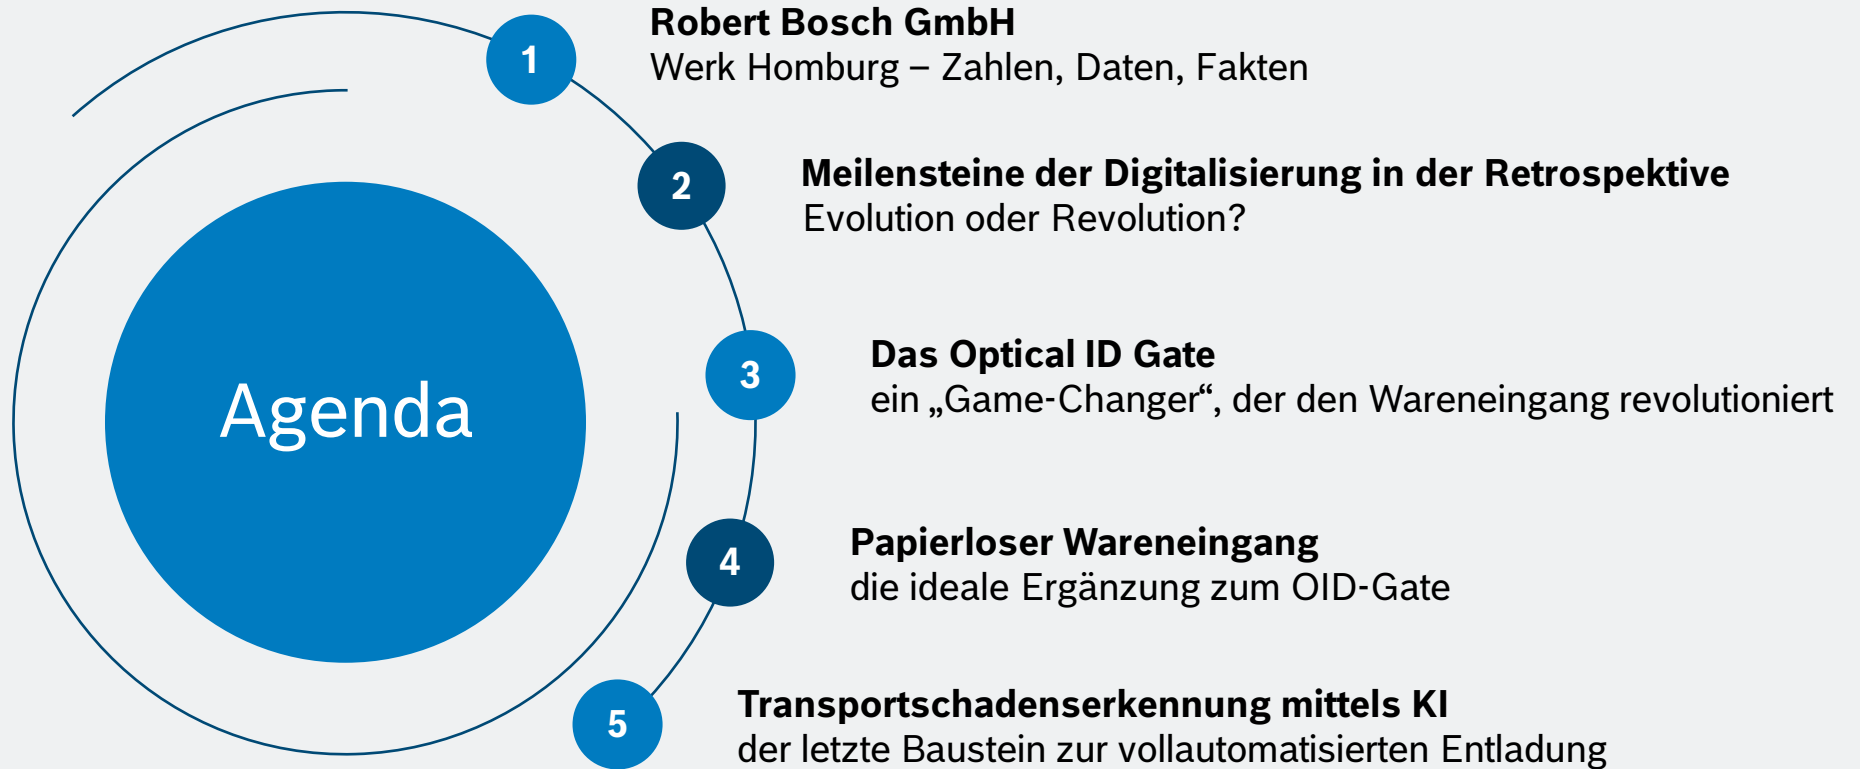 Agenda
1
Robert Bosch GmbH
Werk Homburg – Zahlen, Daten, Fakten
2
Meilensteine der Digitalisierung in der Retrospektive
Evolution oder Revolution?
3
Das Optical ID Gate
ein „Game-Changer“, der den Wareneingang revolutioniert
4
Papierloser Wareneingang
die ideale Ergänzung zum OID-Gate
5
Transportschadenserkennung mittels KI
der letzte Baustein zur vollautomatisierten Entladung